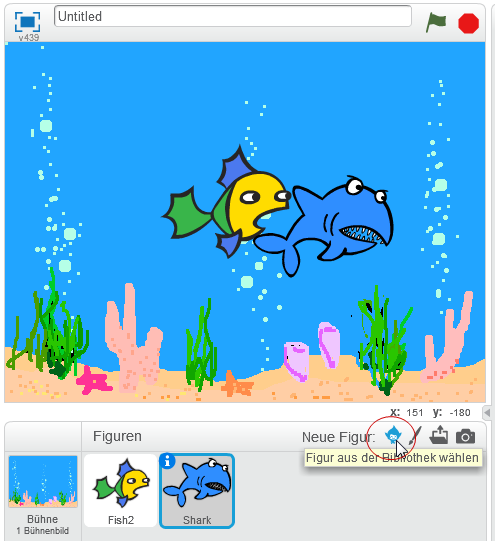 Untitled
v439
x: 151 y: -180
Figuren
Neue Figur:
Figur aus der Bibliothek wählen
Bühne
1 Bühnenbild
Fish2
Shark